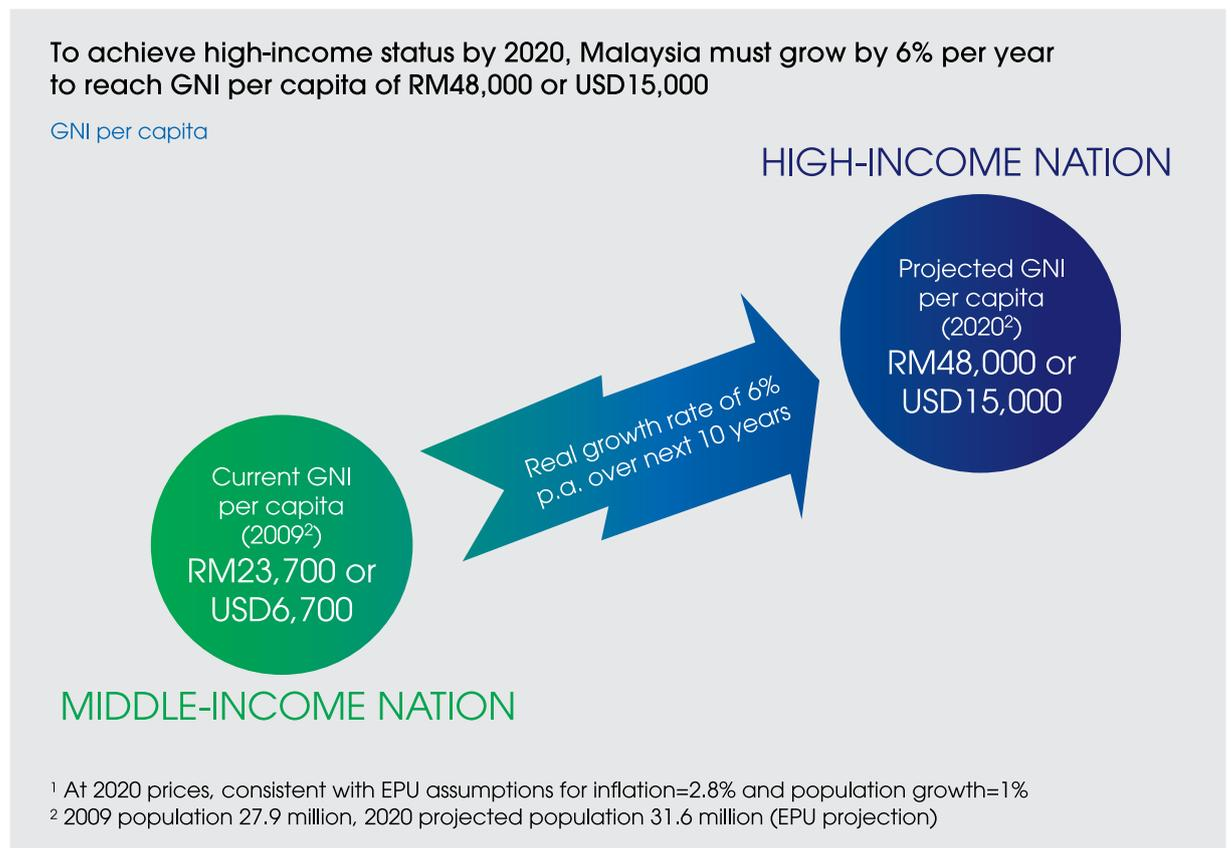 To achieve high-income status by 2020, Malaysia must grow by 6% per year
to reach GNI per capita of RM48,000 or USD15,000
GNI per capita
HIGH-INCOME NATION
Projected GNI
per capita
(2020²)
RM48,000 or
USD15,000
Real growth rate of 6%
p.a. over next 10 years
Current GNI
per capita
(2009²)
RM23,700 or
USD6,700
MIDDLE-INCOME NATION
¹ At 2020 prices, consistent with EPU assumptions for inflation=2.8% and population growth=1%
² 2009 population 27.9 million, 2020 projected population 31.6 million (EPU projection)